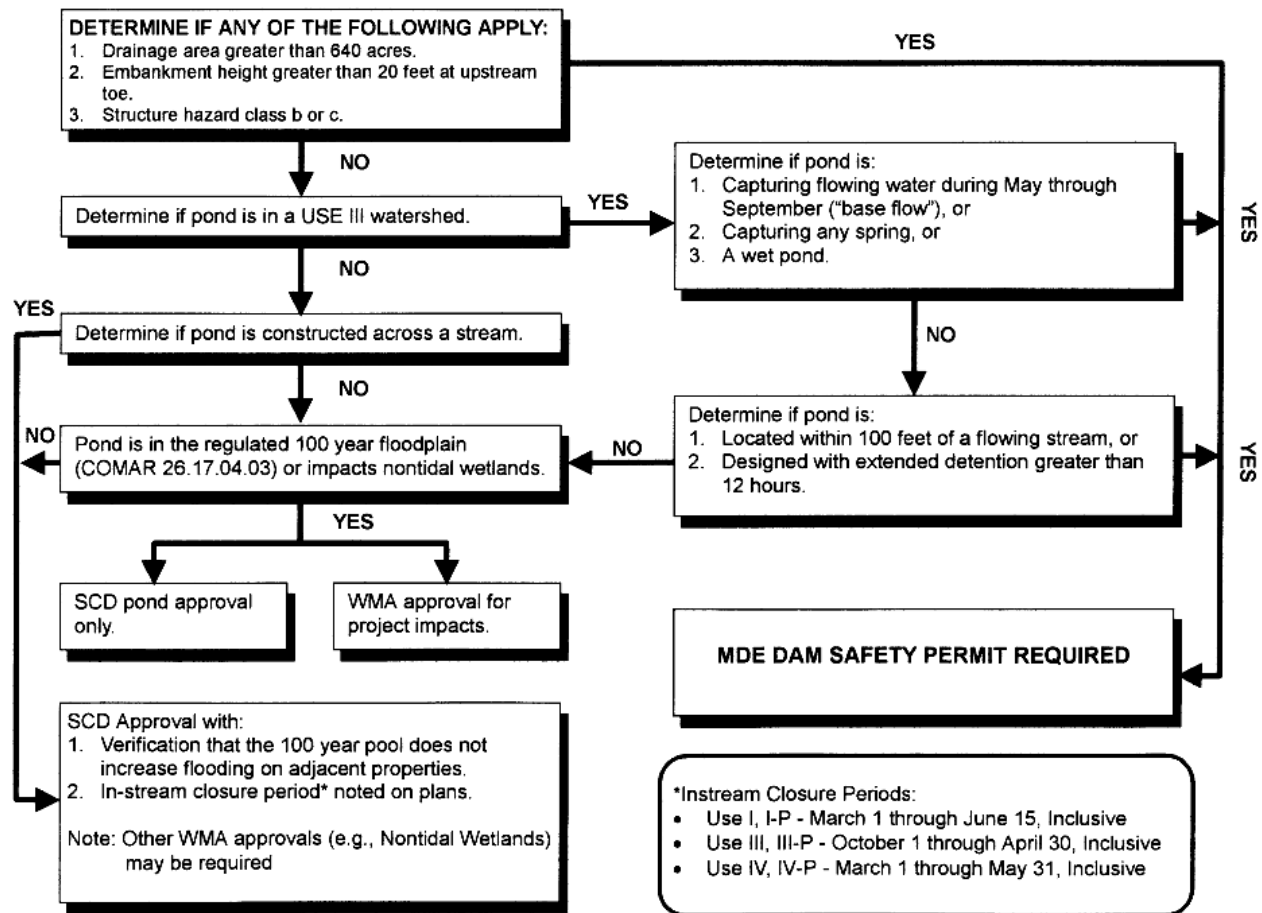 DETERMINE IF ANY OF THE FOLLOWING APPLY:
1. Drainage area greater than 640 acres.
2. Embankment height greater than 20 feet at upstream
toe.
3. Structure hazard class b or c.
YES
NO
Determine if pond is in a USE III watershed.
YES
Determine if pond is:
1. Capturing flowing water during May through
September ("base flow"), or
2. Capturing any spring, or
3. A wet pond.
YES
NO
YES
Determine if pond is constructed across a stream.
NO
NO
Determine if pond is:
1. Located within 100 feet of a flowing stream, or
2. Designed with extended detention greater than
12 hours.
YES
NO
NO
Pond is in the regulated 100 year floodplain
(COMAR 26.17.04.03) or impacts nontidal wetlands.
YES
SCD pond approval
only.
WMA approval for
project impacts.
MDE DAM SAFETY PERMIT REQUIRED
SCD Approval with:
1. Verification that the 100 year pool does not
increase flooding on adjacent properties.
2. In-stream closure period* noted on plans.
Note: Other WMA approvals (e.g., Nontidal Wetlands)
may be required
*Instream Closure Periods:
• Use I, I-P - March 1 through June 15, Inclusive
• Use III, III-P - October 1 through April 30, Inclusive
• Use IV, IV-P - March 1 through May 31, Inclusive